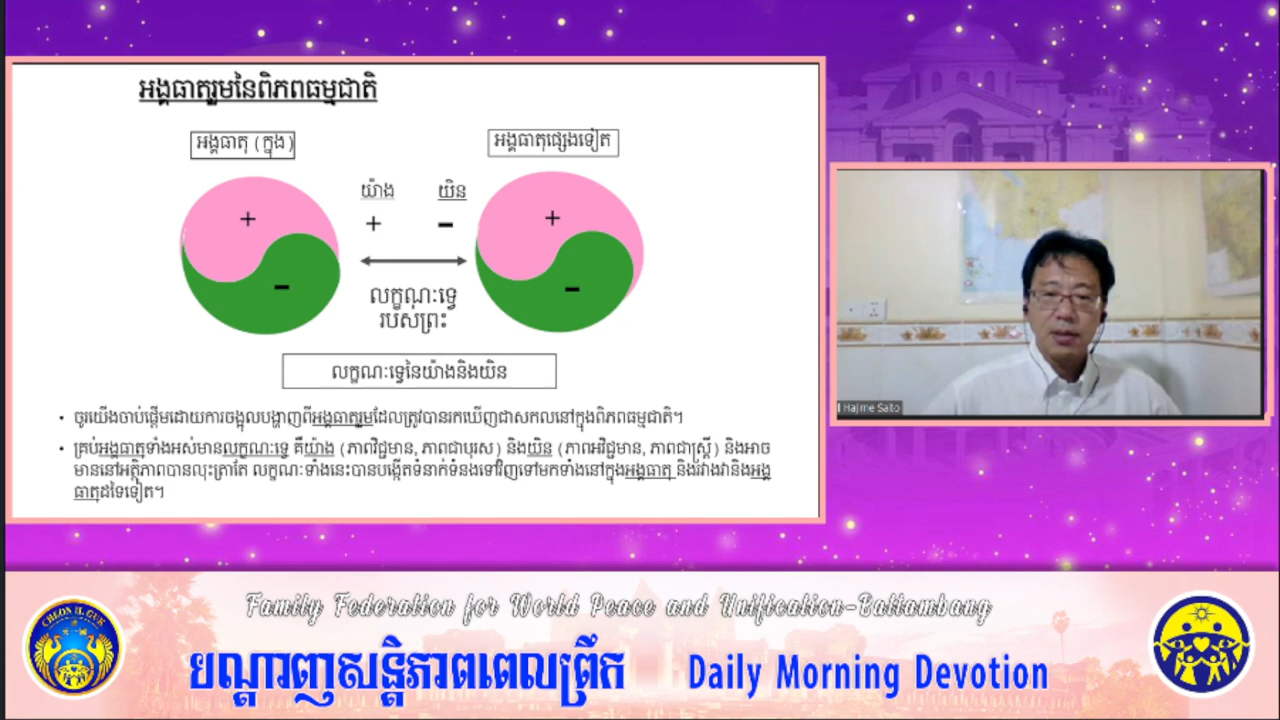 អង្គធាតុរួមនៃពិភពធម្មជាតិ
អង្គធាតុ (ក្នុង)
អង្គធាតុផ្សេងទៀត
យ៉ាង
យិន
+
+
-
+
-
-
លក្ខណៈទ្វេ
របស់ព្រះ
លក្ខណៈទ្វេនៃយ៉ាងនិងយិន
• ចូរយើងចាប់ផ្តើមដោយការចង្អុលបង្ហាញពីអង្គធាតុរួមដែលត្រូវបានរកឃើញជាសកលនៅក្នុងពិភពធម្មជាតិ។
• គ្រប់អង្គធាតុទាំងអស់មានលក្ខណៈទ្វេ គឺយ៉ាង (ភាពវិជ្ជមាន, ភាពជាបុរស) និងយិន (ភាពអវិជ្ជមាន, ភាពជាស្ត្រី) និងអាច
មាននៅអត្ថិភាពបានលុះត្រាតែ លក្ខណៈទាំងនេះបានបង្កើតទំនាក់ទំនងទៅវិញទៅមកទាំងនៅក្នុងអង្គធាតុ និងរវាងវានិងអង្គ
ធាតុដទៃទៀត។
Hajime Saito
Family Federation for World Peace and Unification-Battambang
CHEON IL GUK
បណ្តាញសន្តិភាពពេលព្រឹក
Daily Morning Devotion